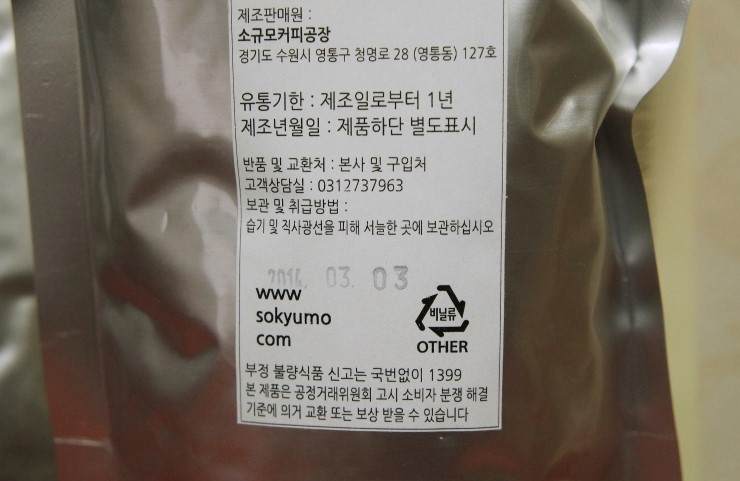 제조판매원 :
소규모커피공장
경기도 수원시 영통구 청명로 28 (영통동) 127호
유통기한 : 제조일로부터 1년
제조년월일 : 제품하단 별도표시
반품 및 교환처 : 본사 및 구입처
고객상담실 : 0312737963
보관 및 취급방법 :
습기 및 직사광선을 피해 서늘한 곳에 보관하십시오
2014. 03. 03
www
sokyumo
com
비닐류
OTHER
부정 불량식품 신고는 국번없이 1399
본 제품은 공정거래위원회 고시 소비자 분쟁 해결
기준에 의거 교환 또는 보상 받을 수 있습니다